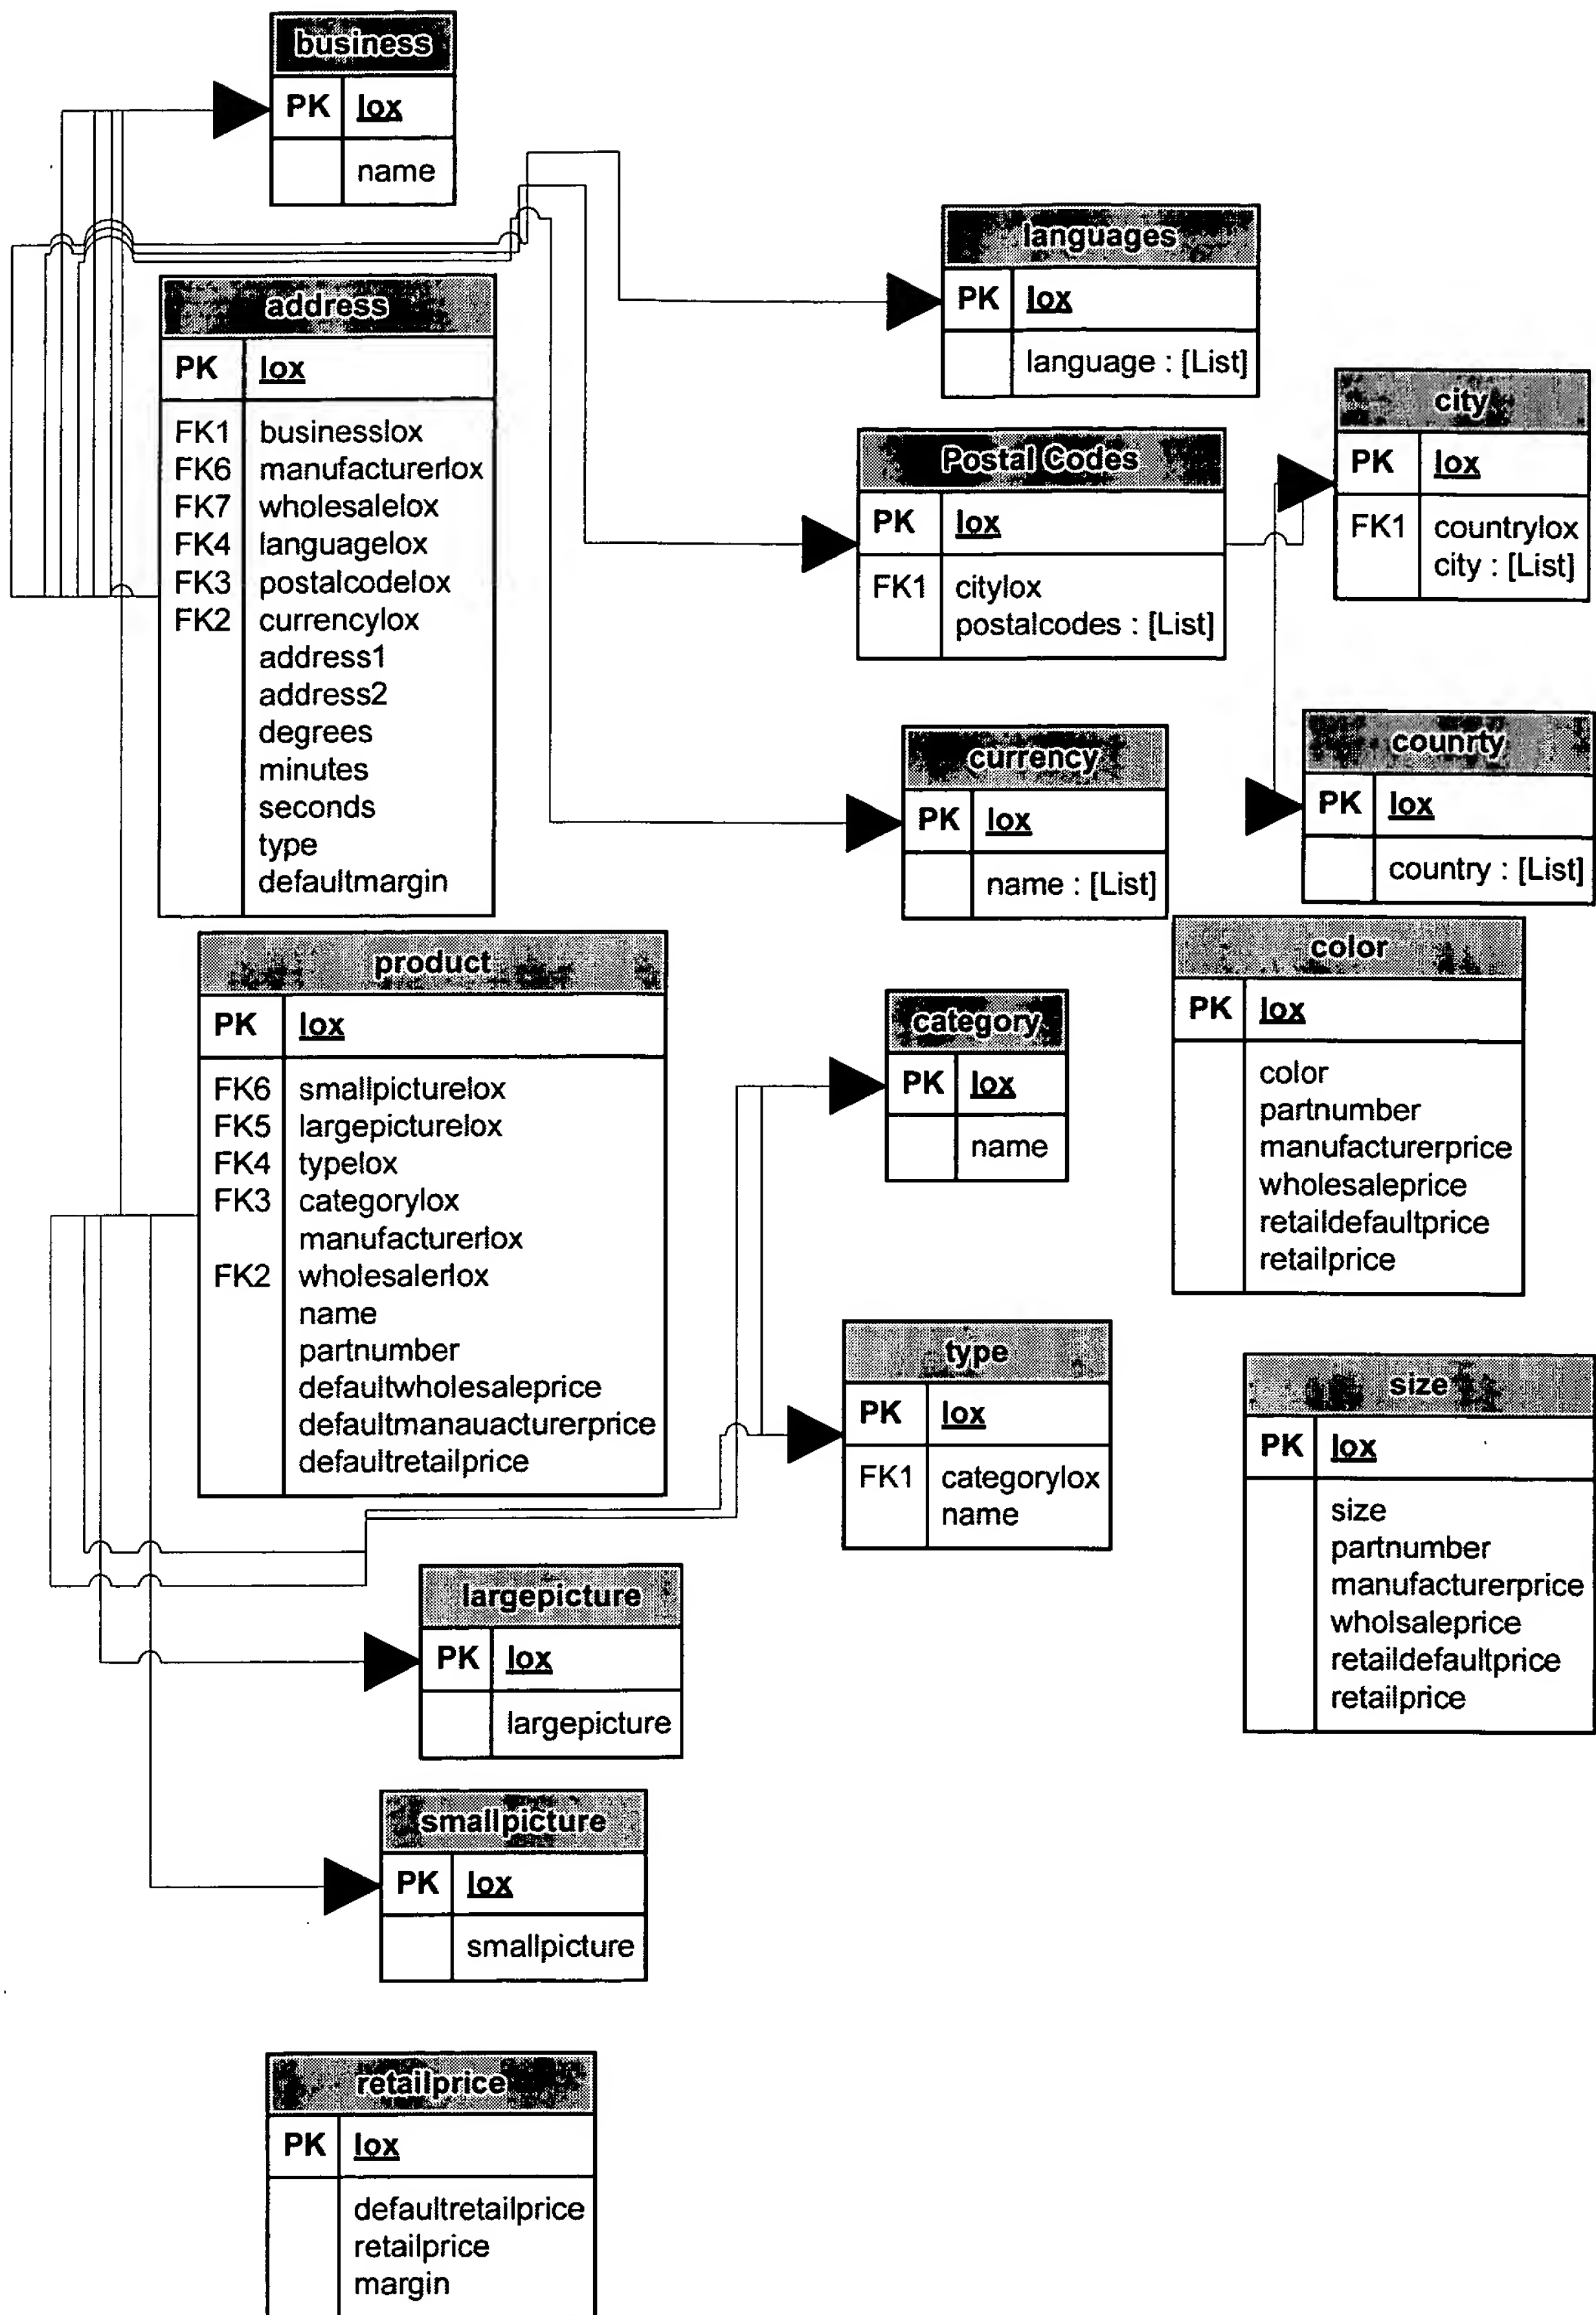 business
PK lox
name
languages
PK lox
language : [List]
address
PK lox
FK1 businesslox
FK6 manufacturerlox
FK7 wholesalelox
FK4 languagelox
FK3 postalcodelox
FK2 currencylox
address1
address2
degrees
minutes
seconds
type
defaultmargin
city
PK lox
FK1 countrylox
city : [List]
Postal Codes
PK lox
FK1 citylox
postalcodes : [List]
currency
PK lox
name : [List]
counrty
PK lox
country : [List]
product
PK lox
FK6 smallpicturelox
FK5 largepicturelox
FK4 typelox
FK3 categorylox
manufacturerlox
FK2 wholesalerlox
name
partnumber
defaultwholesaleprice
defaultmanauacturerprice
defaultretailprice
category
PK lox
name
color
PK lox
color
partnumber
manufacturerprice
wholesaleprice
retaildefaultprice
retailprice
type
PK lox
FK1 categorylox
name
size
PK lox
size
partnumber
manufacturerprice
wholsaleprice
retaildefaultprice
retailprice
largepicture
PK lox
largepicture
smallpicture
PK lox
smallpicture
retailprice
PK lox
defaultretailprice
retailprice
margin